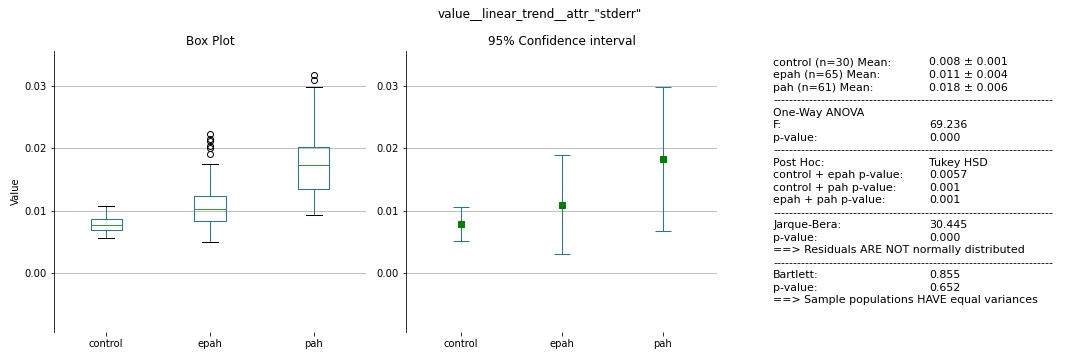 value__linear_trend__attr_"stderr"
Box Plot
Value
0.03
0.02
0.01
0.00
control epah pah
95% Confidence interval
0.03
0.02
0.01
0.00
control epah pah
control (n=30) Mean: 0.008 ± 0.001
epah (n=65) Mean: 0.011 ± 0.004
pah (n=61) Mean: 0.018 ± 0.006
One-Way ANOVA
F: 69.236
p-value: 0.000
Post Hoc: Tukey HSD
control + epah p-value: 0.0057
control + pah p-value: 0.001
epah + pah p-value: 0.001
Jarque-Bera: 30.445
p-value: 0.000
==> Residuals ARE NOT normally distributed
Bartlett: 0.855
p-value: 0.652
==> Sample populations HAVE equal variances